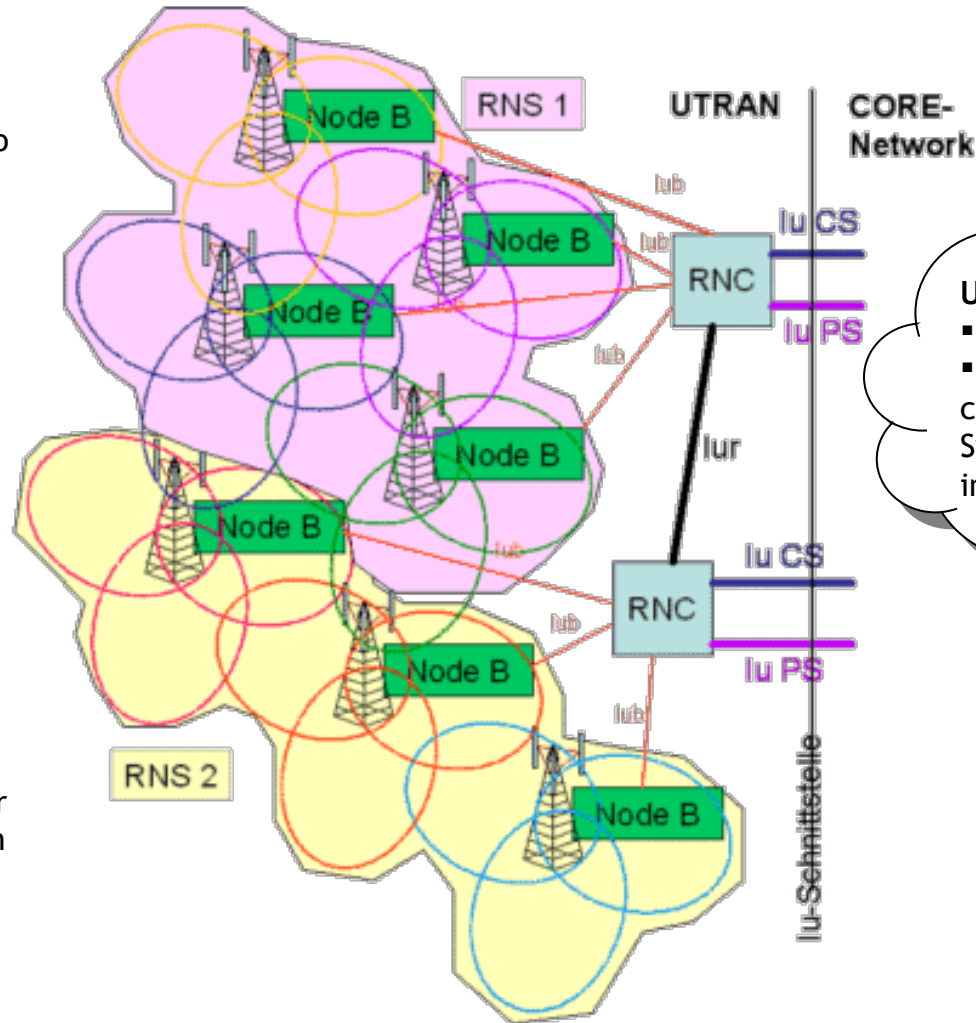 Node B
RNS 1
UTRAN
CORE-
Network
Iub
Node B
Iub
Iu CS
RNC
Node B
Iub
Iu PS
Iub
Node B
Iur
Node B
Iub
Iu CS
RNC
Iub
Node B
Iu PS
Iub
RNS 2
Node B
Iu-Schnittstelle